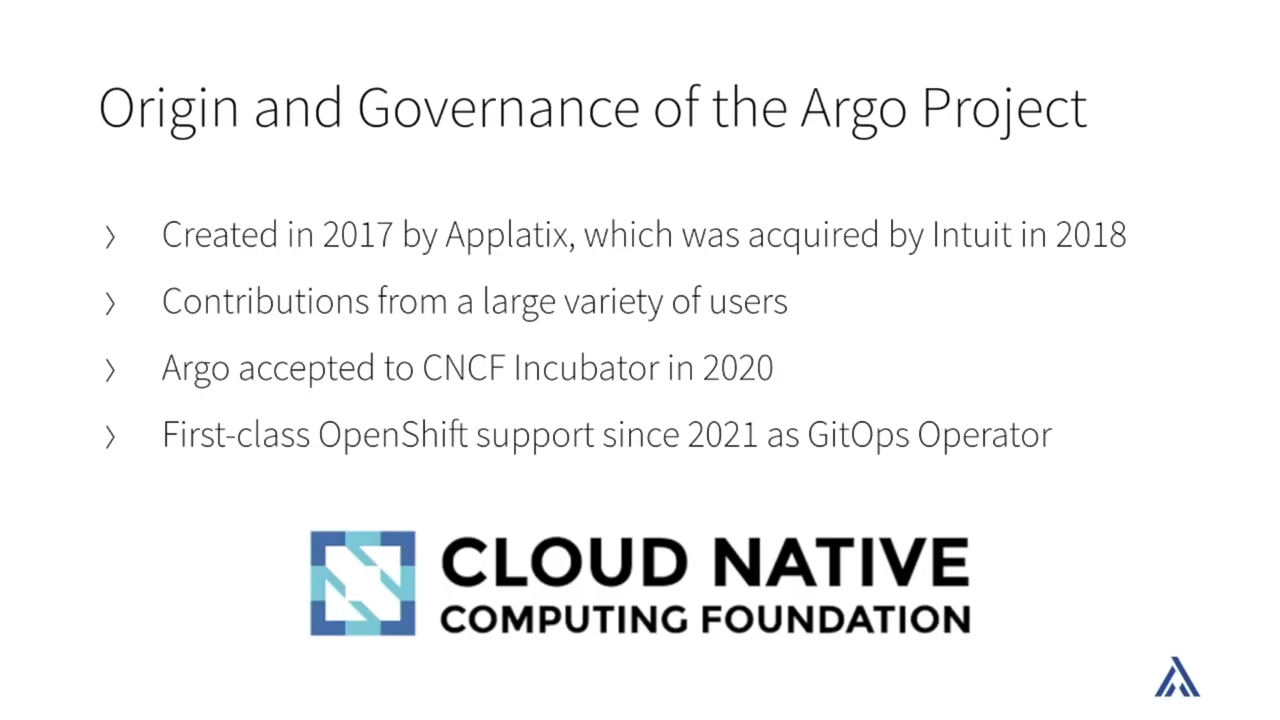 Origin and Governance of the Argo Project
Created in 2017 by Applatix, which was acquired by Intuit in 2018
Contributions from a large variety of users
Argo accepted to CNCF Incubator in 2020
First-class OpenShift support since 2021 as GitOps Operator
CLOUD NATIVE
COMPUTING FOUNDATION